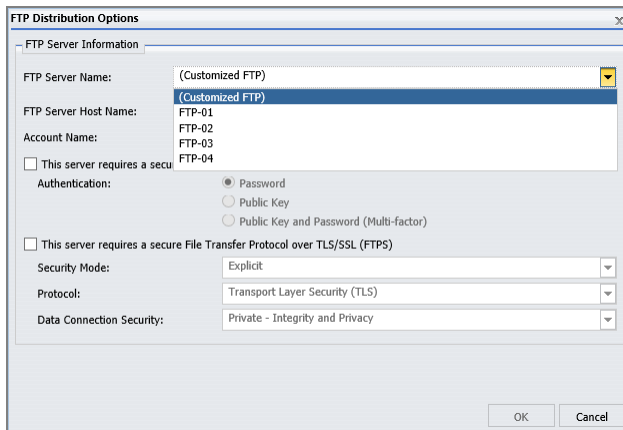 FTP Distribution Options
FTP Server Information
FTP Server Name:
(Customized FTP)
(Customized FTP)
FTP Server Host Name:
FTP-01
FTP-02
Account Name:
FTP-03
FTP-04
This server requires a secu
Authentication:
Password
Public Key
Public Key and Password (Multi-factor)
This server requires a secure File Transfer Protocol over TLS/SSL (FTPS)
Security Mode:
Explicit
Protocol:
Transport Layer Security (TLS)
Data Connection Security:
Private - Integrity and Privacy
OK
Cancel